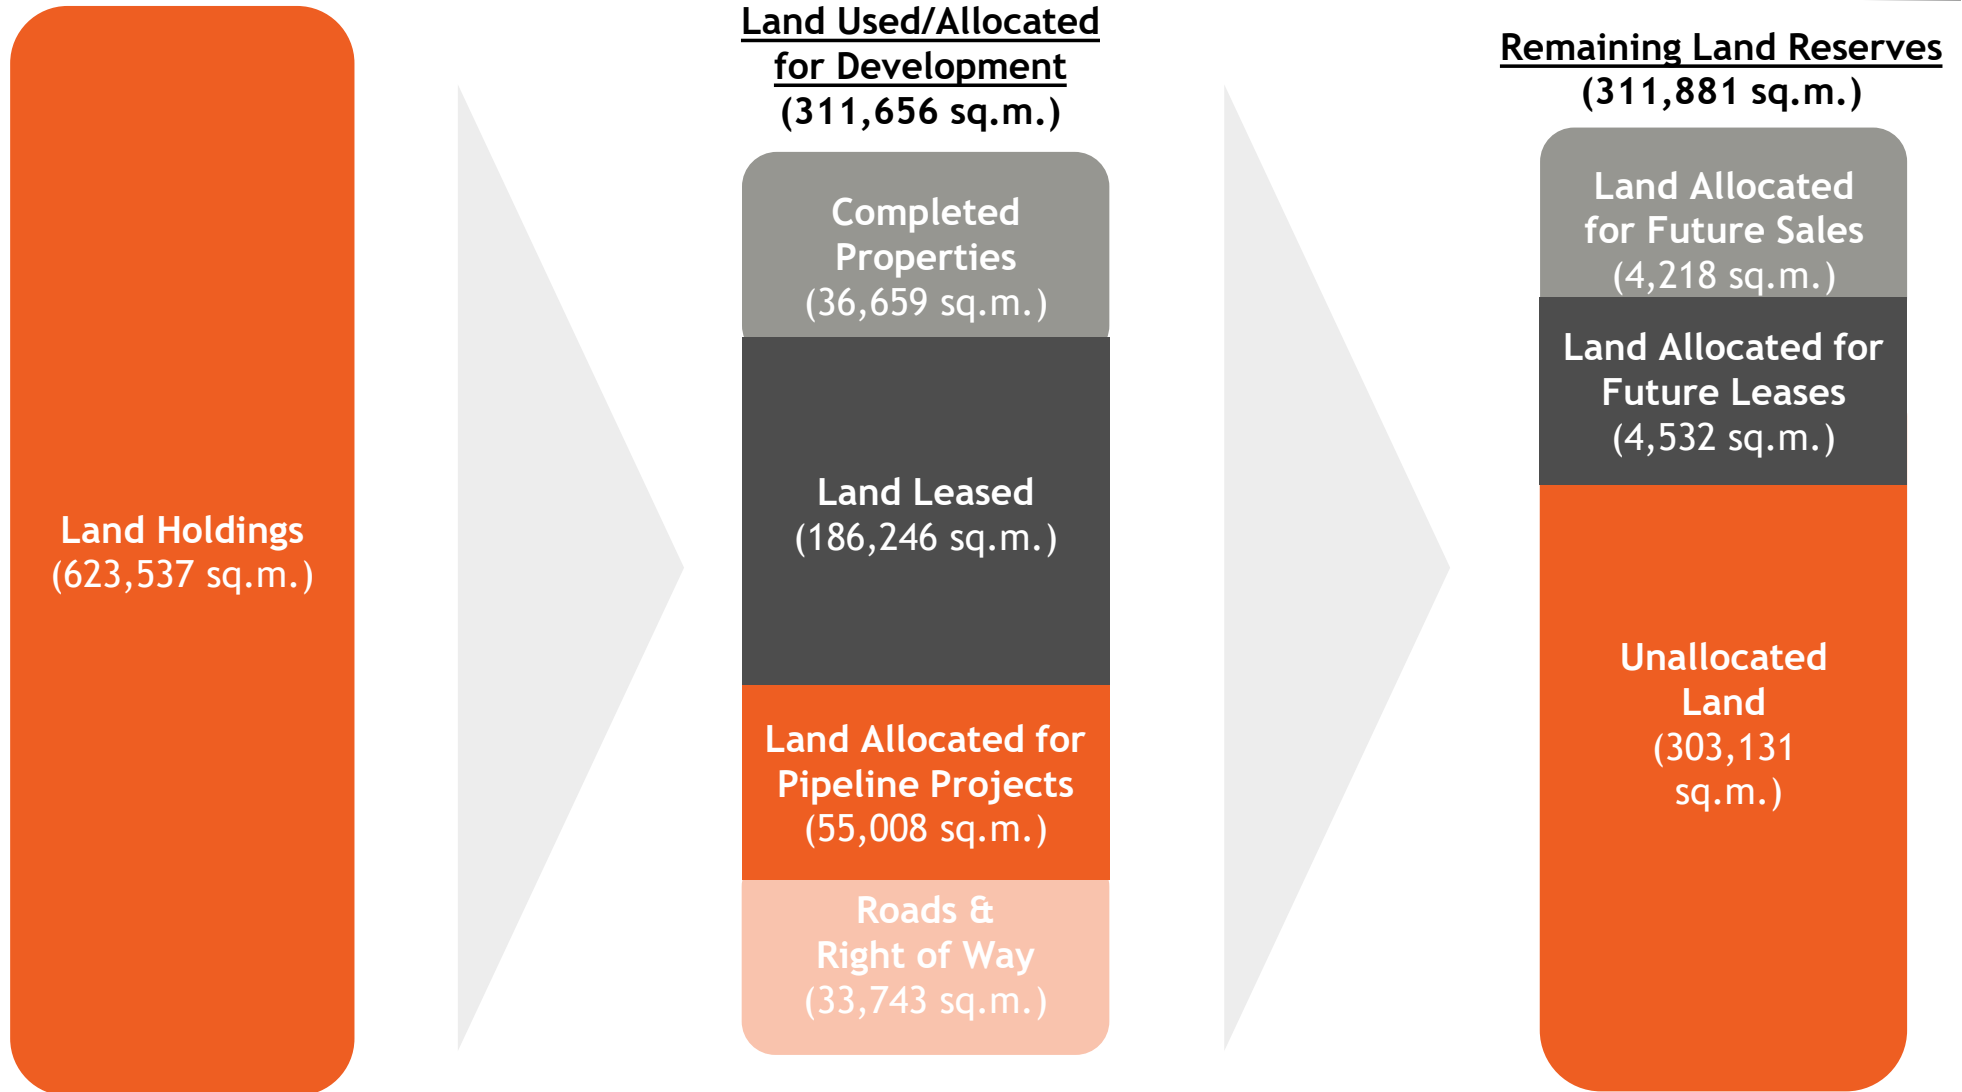 Land Holdings
(623,537 sq.m.)
Land Used/Allocated
for Development
(311,656 sq.m.)
Completed
Properties
(36,659 sq.m.)
Land Leased
(186,246 sq.m.)
Land Allocated for
Pipeline Projects
(55,008 sq.m.)
Roads &
Right of Way
(33,743 sq.m.)
Remaining Land Reserves
(311,881 sq.m.)
Land Allocated
for Future Sales
(4,218 sq.m.)
Land Allocated for
Future Leases
(4,532 sq.m.)
Unallocated
Land
(303,131
sq.m.)